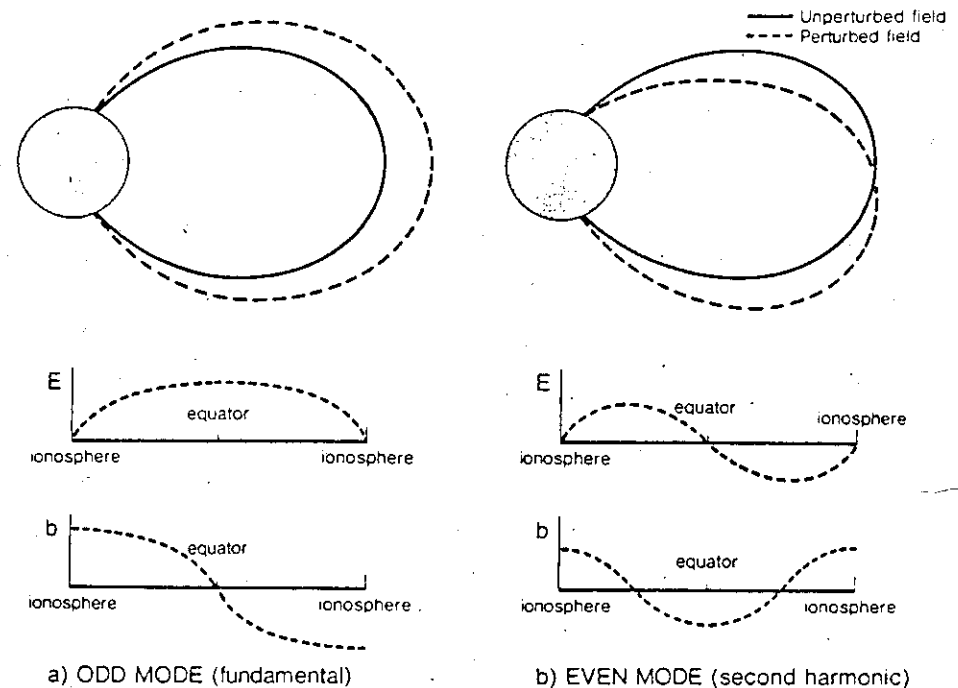 Unperturbed field
Perturbed field
E
equator
ionosphere
ionosphere
E
equator
ionosphere
ionosphere
b
equator
ionosphere
ionosphere
b
equator
ionosphere
ionosphere
a) ODD MODE (fundamental)
b) EVEN MODE (second harmonic)